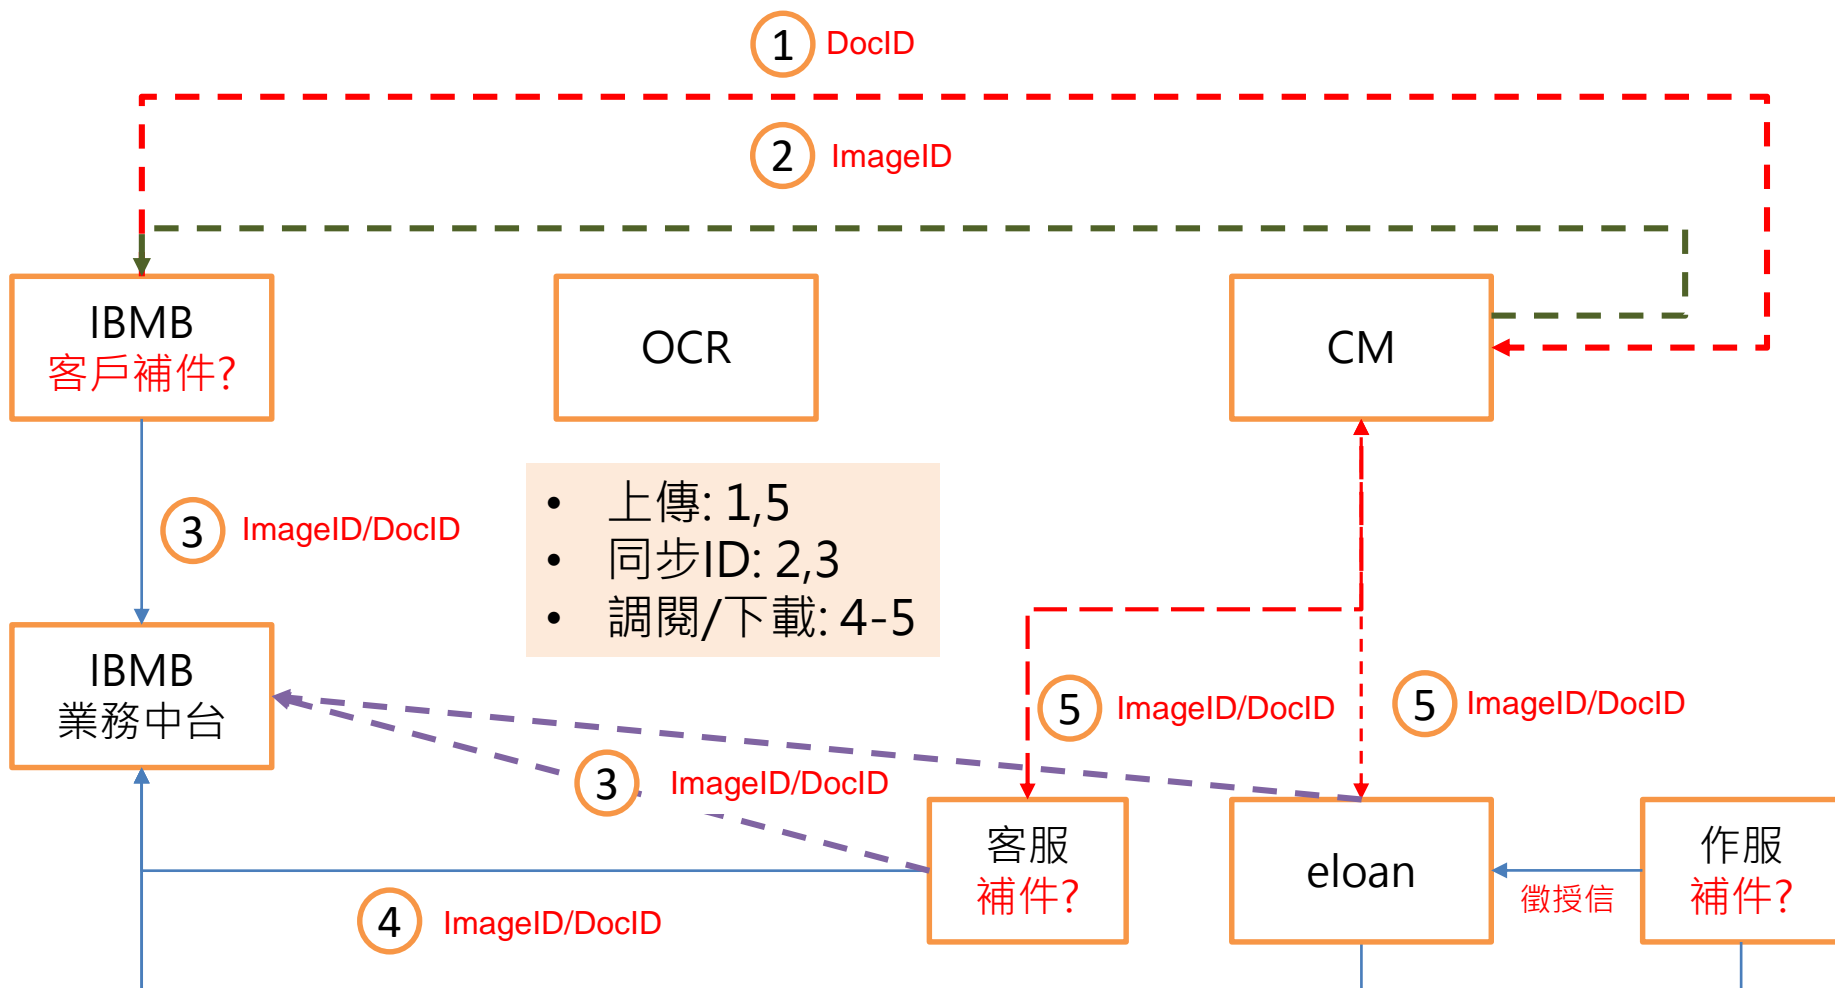 1 DocID
2 ImageID
IBMB
客戶補件?
OCR
CM
3 ImageID/DocID
• 上傳: 1,5
• 同步ID: 2,3
• 調閱/下載: 4-5
IBMB
業務中台
5 ImageID/DocID
5 ImageID/DocID
3 ImageID/DocID
客服
補件?
eloan
徵授信
作服
補件?
4 ImageID/DocID